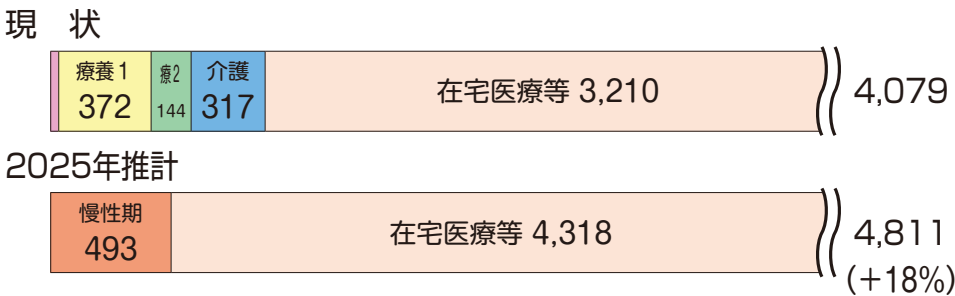 現　状
療養1
372
療2
144
介護
317
在宅医療等 3,210
4,079
2025年推計
慢性期
493
在宅医療等 4,318
4,811
(+18%)